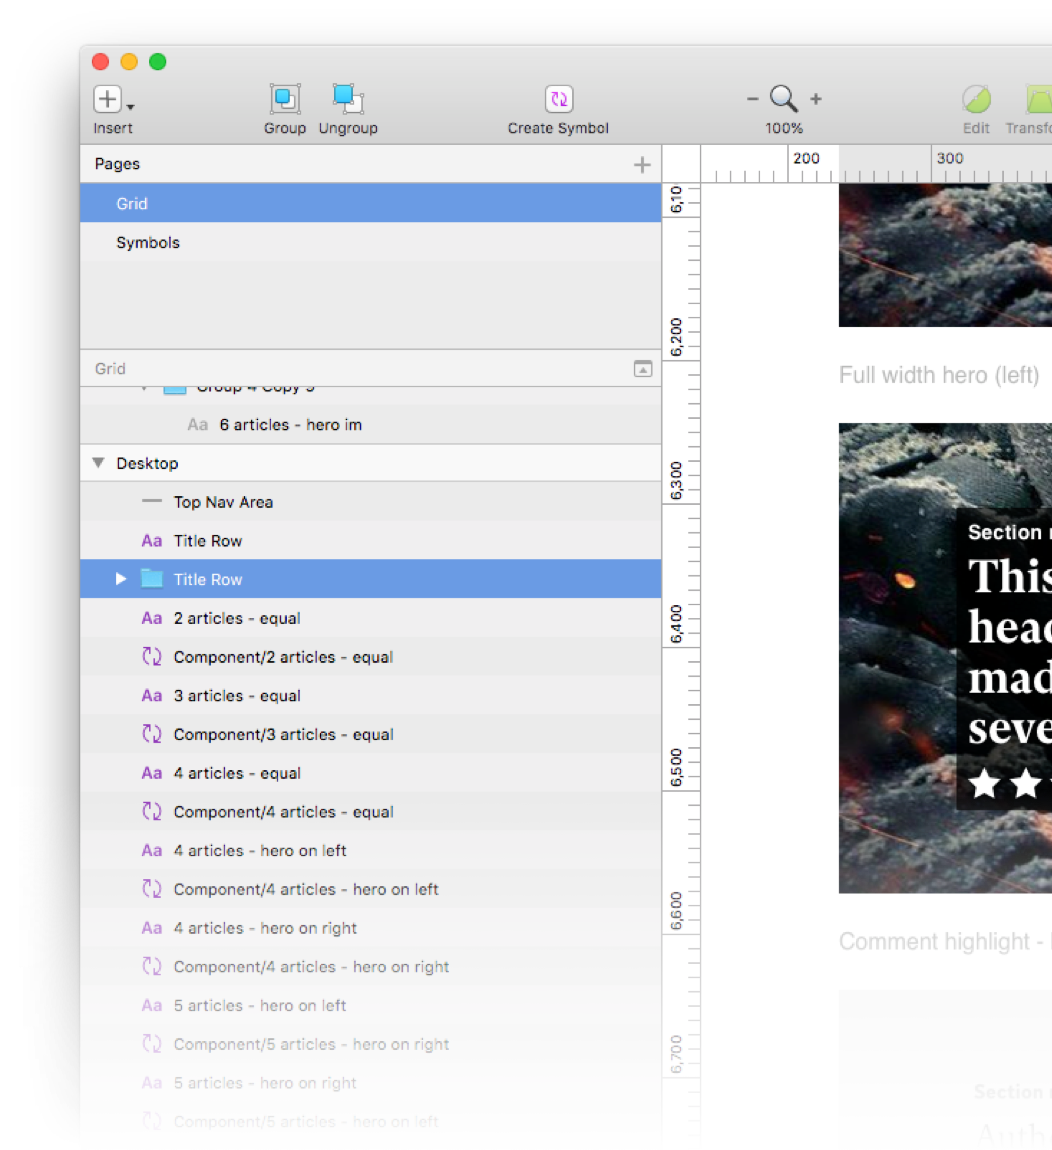 Insert
Group
Ungroup
Create Symbol
100%
Edit
Transfo
Pages
Grid
Symbols
Grid
Group 4 Copy 5
Aa 6 articles - hero im
Desktop
Top Nav Area
Aa Title Row
Title Row
Aa 2 articles - equal
Component/2 articles - equal
Aa 3 articles - equal
Component/3 articles - equal
Aa 4 articles - equal
Component/4 articles - equal
Aa 4 articles - hero on left
Component/4 articles - hero on left
Aa 4 articles - hero on right
Component/4 articles - hero on right
Aa 5 articles - hero on left
Component/5 articles - hero on right
Aa 5 articles - hero on right
Component/5 articles - hero on left
200
300
6,10
6,200
6,300
6,400
6,500
6,600
6,700
Full width hero (left)
Section
This
head
made
seve
Comment highlight -
Section
Auth